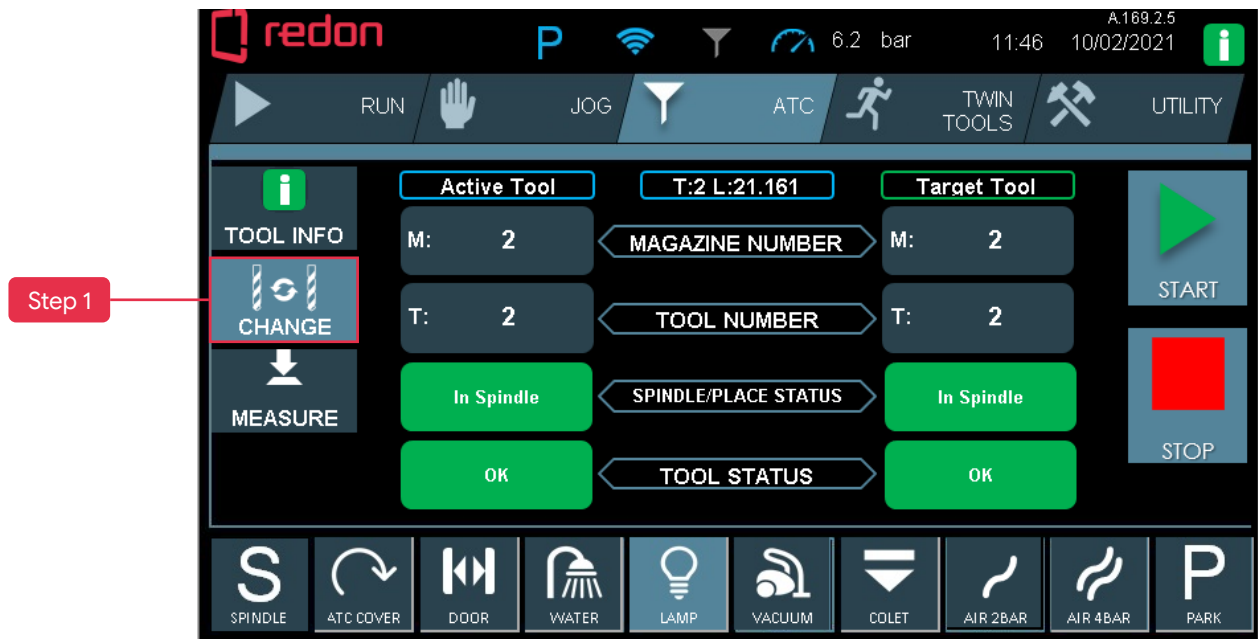 redon
P
6.2 bar
11:46
A.169.2.5
10/02/2021
i
RUN
JOG
ATC
TWIN
TOOLS
UTILITY
i
TOOL INFO
Step 1
CHANGE
MEASURE
Active Tool
T:2 L:21.161
Target Tool
M: 2
MAGAZINE NUMBER
M: 2
T: 2
TOOL NUMBER
T: 2
In Spindle
SPINDLE/PLACE STATUS
In Spindle
OK
TOOL STATUS
OK
START
STOP
S
SPINDLE
ATC COVER
DOOR
WATER
LAMP
VACUUM
COLET
AIR 2BAR
AIR 4BAR
P
PARK